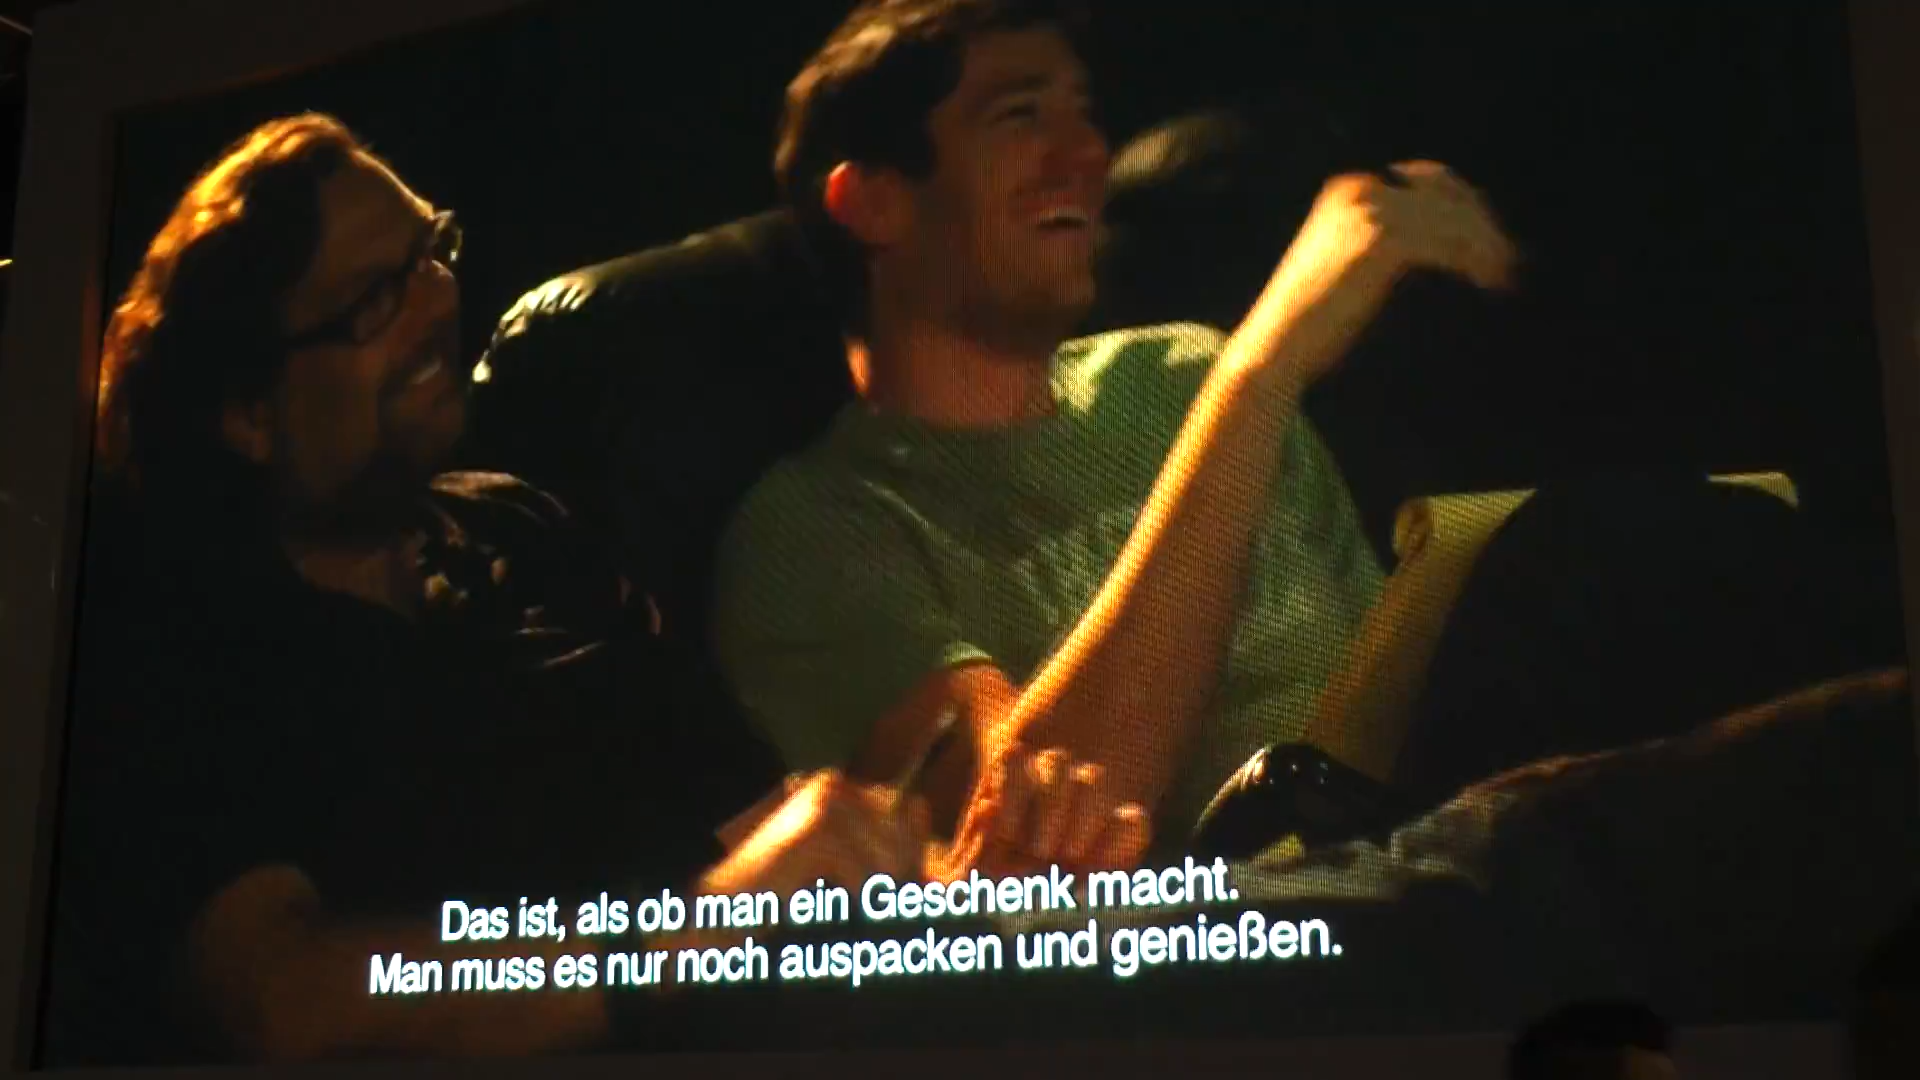 Das ist, als ob man ein Geschenk macht.
Man muss es nur noch auspacken und genießen.